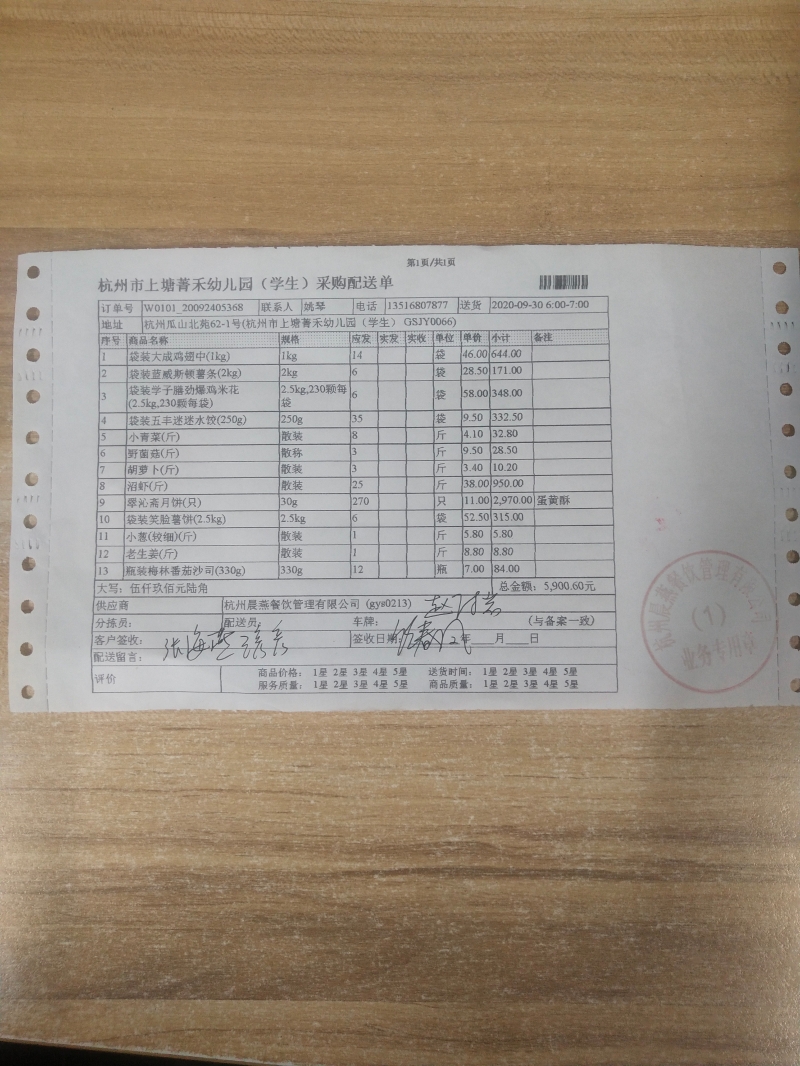 第1页/共1页
杭州市上塘菁禾幼儿园（学生）采购配送单
订单号 W0101_20092405368 联系人 姚琴 电话 13516807877 送货 2020-09-30 6:00-7:00
地址 杭州瓜山北苑62-1号(杭州市上塘菁禾幼儿园（学生） GSJY0066)
序号 商品名称 规格 应发 实发 实收 单位 单价 小计 备注
1 袋装大成鸡翅中(1kg) 1kg 14 袋 46.00 644.00
2 袋装蓝威斯顿薯条(2kg) 2kg 6 袋 28.50 171.00
3 袋装学子膳劲爆鸡米花(2.5kg,230颗每袋) 2.5kg,230颗每袋 6 袋 58.00 348.00
4 袋装五丰迷迷水饺(250g) 250g 35 袋 9.50 332.50
5 小青菜(斤) 散装 8 斤 4.10 32.80
6 野菌菇(斤) 散称 3 斤 9.50 28.50
7 胡萝卜(斤) 散装 3 斤 3.40 10.20
8 沼虾(斤) 散装 25 斤 38.00 950.00
9 翠沁斋月饼(只) 30g 270 只 11.00 2,970.00 蛋黄酥
10 袋装笑脸薯饼(2.5kg) 2.5kg 6 袋 52.50 315.00
11 小葱(较细)(斤) 散装 1 斤 5.80 5.80
12 老生姜(斤) 散装 1 斤 8.80 8.80
13 瓶装梅林番茄沙司(330g) 330g 12 瓶 7.00 84.00
大写：伍仟玖佰元陆角 总金额：5,900.60元
供应商 杭州晨燕餐饮管理有限公司（gys0213)
分拣员： 配送员： 车牌： （与备案一致)
客户签收： 张海燕 签收日期： 年 月 日
配送留言：
评价 商品价格： 1星 2星 3星 4星 5星 送货时间： 1星 2星 3星 4星 5星
服务质量： 1星 2星 3星 4星 5星 商品质量： 1星 2星 3星 4星 5星
杭州晨燕餐饮管理有限公司
（1）
业务专用章